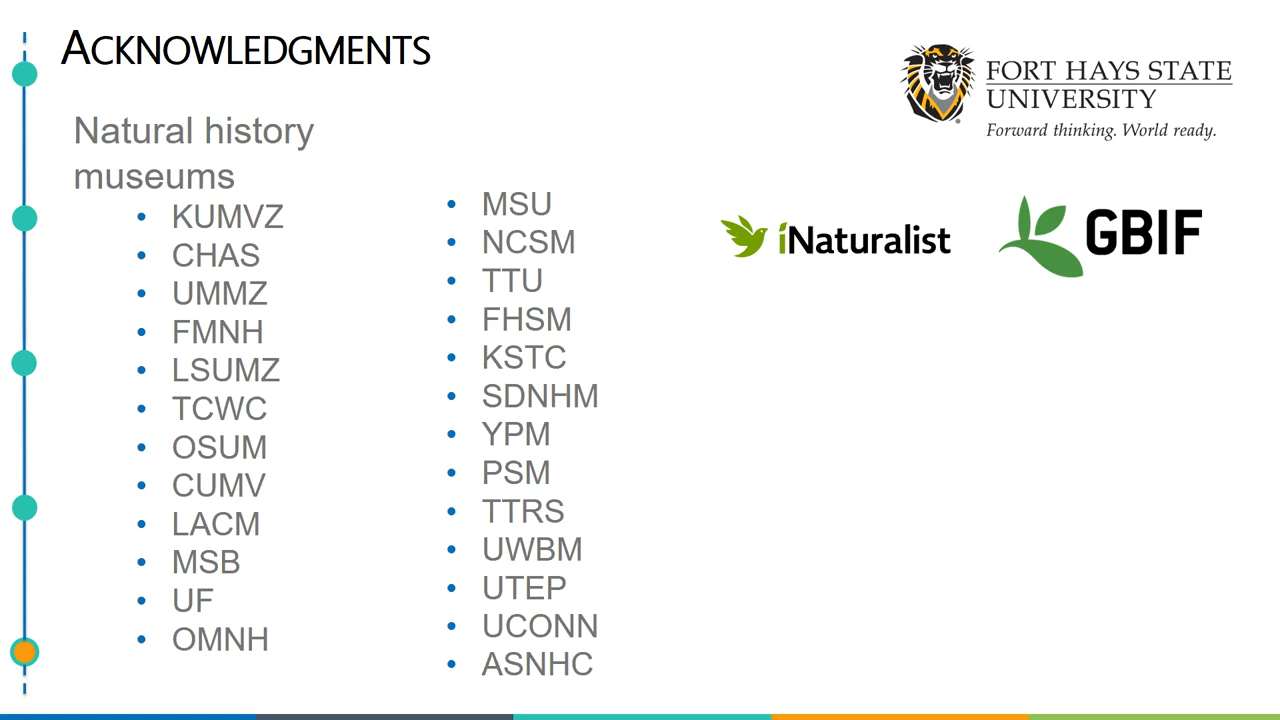 ACKNOWLEDGMENTS
FORT HAYS STATE
UNIVERSITY
Forward thinking. World ready.
Natural history
museums
• KUMVZ
• CHAS
• UMMZ
• FMNH
• LSUMZ
• TCWC
• OSUM
• CUMV
• LACM
• MSB
• UF
• OMNH
• MSU
• NCSM
• TTU
• FHSM
• KSTC
• SDNHM
• YPM
• PSM
• TTRS
• UWBM
• UTEP
• UCONN
• ASNHC
iNaturalist
GBIF